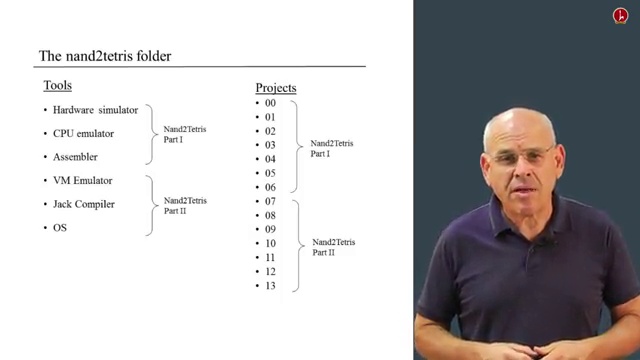 The nand2tetris folder
Tools
• Hardware simulator
• CPU emulator
• Assembler
Nand2Tetris
Part I
• VM Emulator
• Jack Compiler
• OS
Nand2Tetris
Part II
Projects
• 00
• 01
• 02
• 03
• 04
• 05
• 06
Nand2Tetris
Part I
• 07
• 08
• 09
• 10
• 11
• 12
• 13
Nand2Tetris
Part II